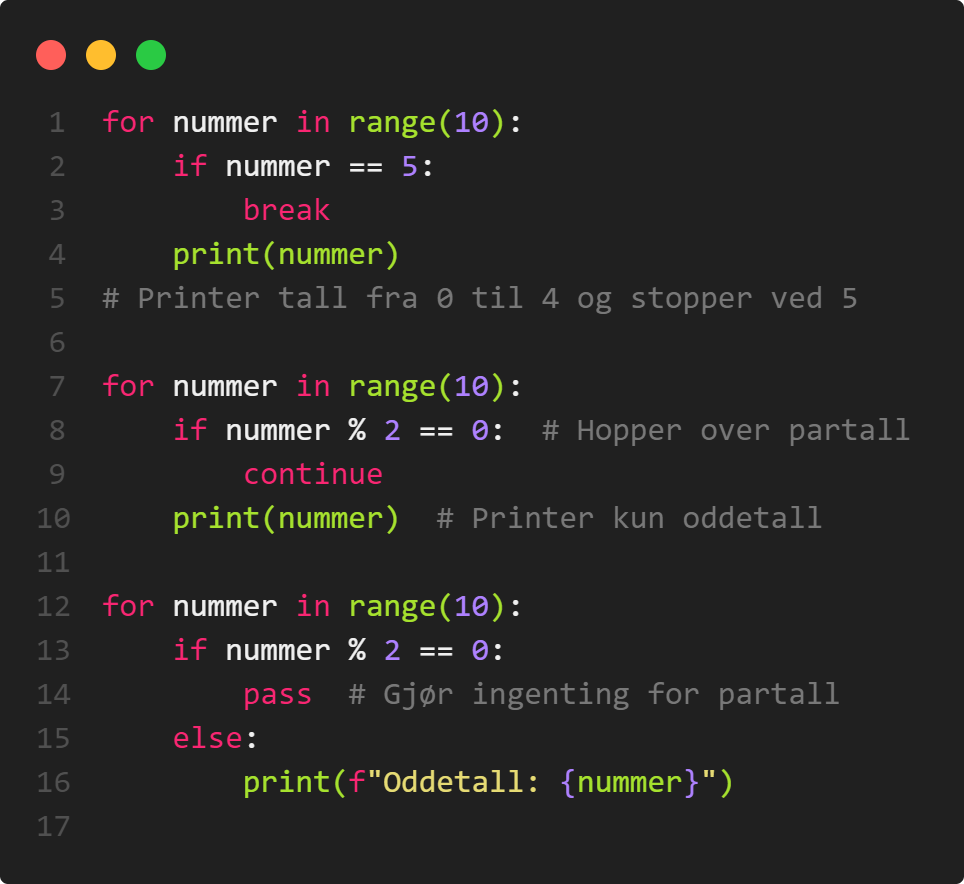 1 for nummer in range(10):
2     if nummer == 5:
3         break
4     print(nummer)
5 # Printer tall fra 0 til 4 og stopper ved 5
6
7 for nummer in range(10):
8     if nummer % 2 == 0:  # Hopper over partall
9         continue
10     print(nummer)  # Printer kun oddetall
11
12 for nummer in range(10):
13     if nummer % 2 == 0:
14         pass  # Gjør ingenting for partall
15     else:
16         print(f"Oddetall: {nummer}")
17